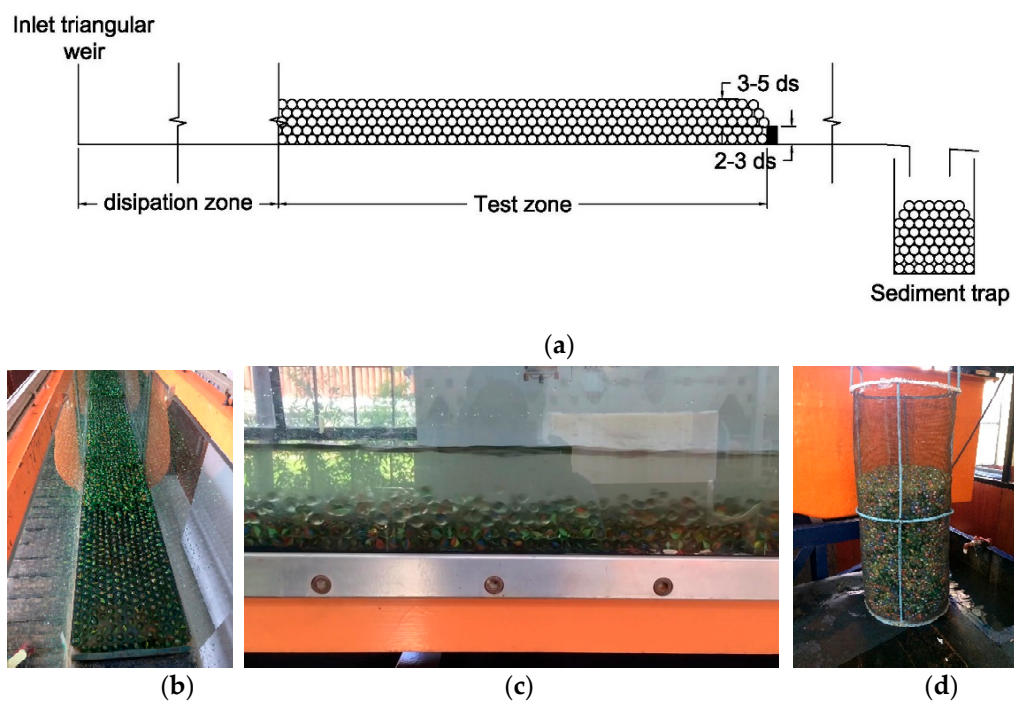 Inlet triangular
weir
3-5 ds
2-3 ds
disipation zone
Test zone
Sediment trap
(a)
(b)
(c)
(d)